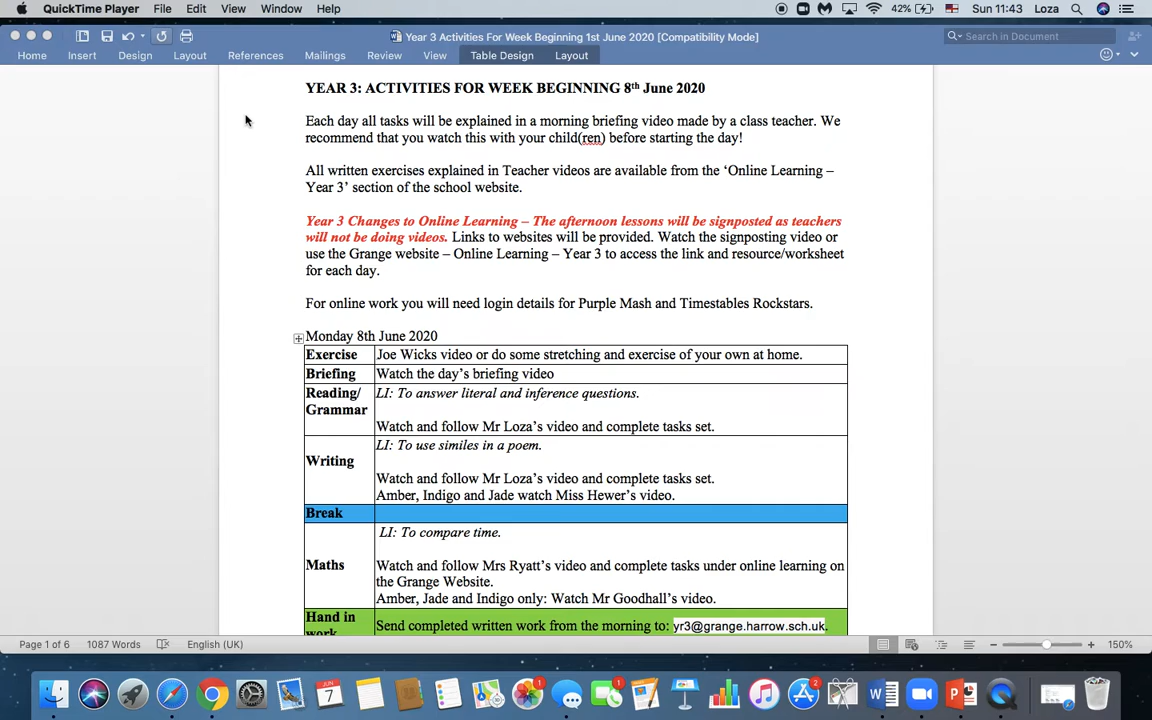 QuickTime Player File Edit View Window Help 42% Sun 11:43 Loza
Year 3 Activities For Week Beginning 1st June 2020 [Compatibility Mode] Search in Document
Home Insert Design Layout References Mailings Review View Table Design Layout
YEAR 3: ACTIVITIES FOR WEEK BEGINNING 8th June 2020
Each day all tasks will be explained in a morning briefing video made by a class teacher. We
recommend that you watch this with your child(ren) before starting the day!
All written exercises explained in Teacher videos are available from the ‘Online Learning –
Year 3’ section of the school website.
Year 3 Changes to Online Learning – The afternoon lessons will be signposted as teachers
will not be doing videos. Links to websites will be provided. Watch the signposting video or
use the Grange website – Online Learning – Year 3 to access the link and resource/worksheet
for each day.
For online work you will need login details for Purple Mash and Timestables Rockstars.
Monday 8th June 2020
Exercise Joe Wicks video or do some stretching and exercise of your own at home.
Briefing Watch the day’s briefing video
Reading/ LI: To answer literal and inference questions.
Grammar
Watch and follow Mr Loza’s video and complete tasks set.
LI: To use similes in a poem.
Writing
Watch and follow Mr Loza’s video and complete tasks set.
Amber, Indigo and Jade watch Miss Hewer’s video.
Break
LI: To compare time.
Maths Watch and follow Mrs Ryatt’s video and complete tasks under online learning on
the Grange Website.
Amber, Jade and Indigo only: Watch Mr Goodhall’s video.
Hand in
work Send completed written work from the morning to: yr3@grange.harrow.sch.uk.
Page 1 of 6 1087 Words English (UK) 150%
7
1
1
1
2